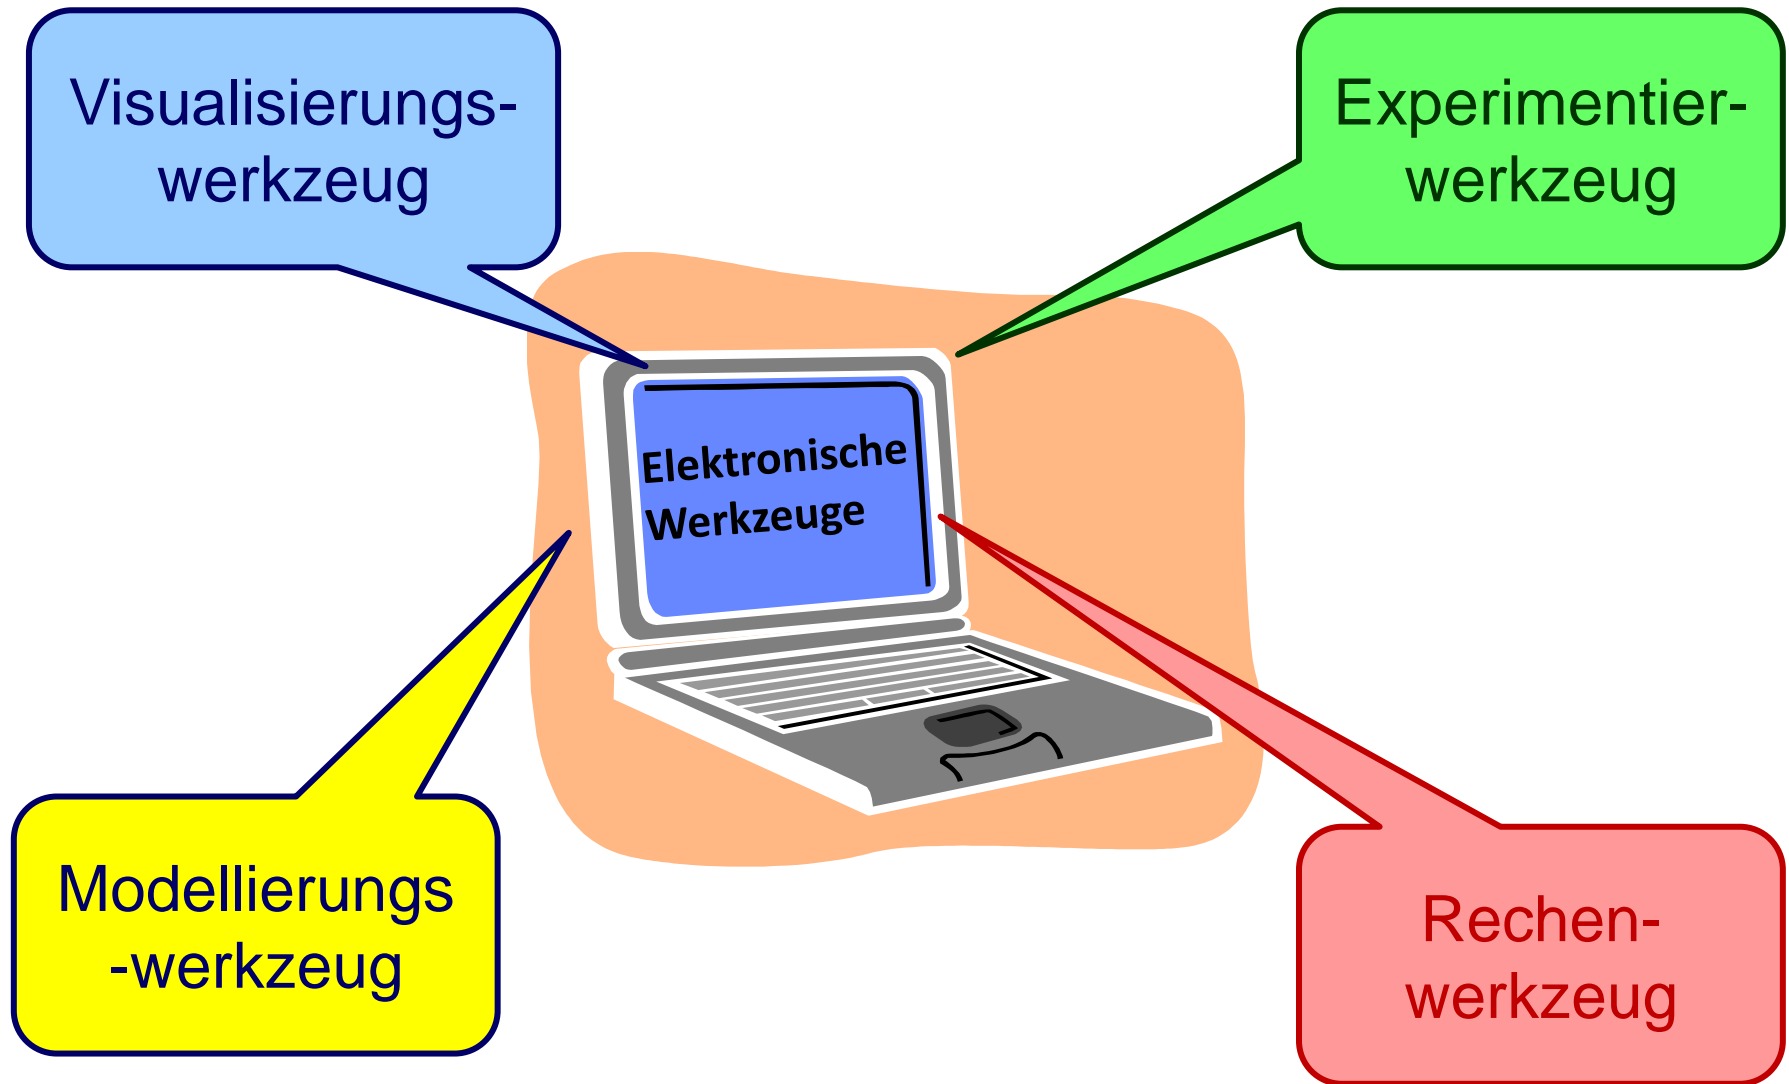 Visualisierungs-
werkzeug
Experimentier-
werkzeug
Elektronische
Werkzeuge
Modellierungs
-werkzeug
Rechen-
werkzeug